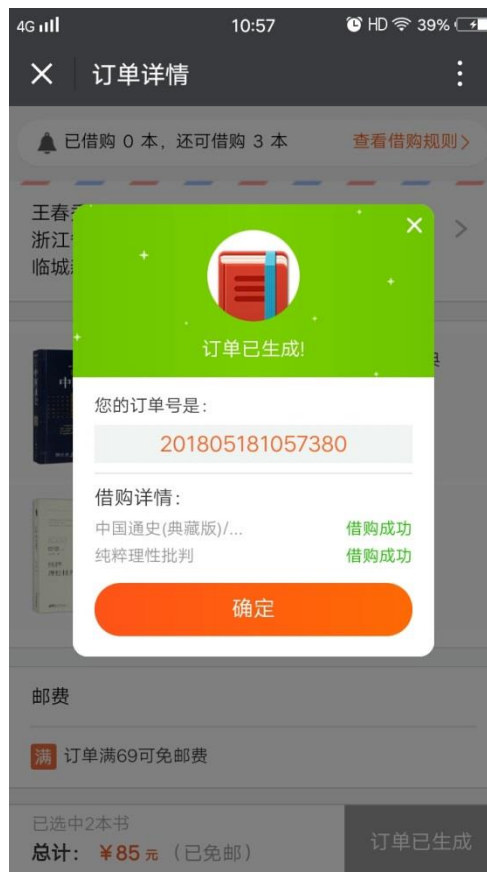 4G 10:57 HD 39%
订单详情
已借购 0 本，还可借购 3 本 查看借购规则>
王春
浙江
临城
订单已生成!
您的订单号是：
201805181057380
借购详情：
中国通史(典藏版)/... 借购成功
纯粹理性批判 借购成功
确定
邮费
满 订单满69可免邮费
已选中2本书
总计：￥85 元（已免邮） 订单已生成